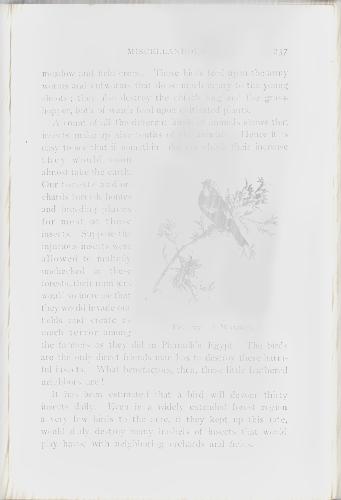 MISCELLANEOUS 237
meadow and field crops. These birds feed upon the army
worms and cutworms that do so much injury to the young
shoots; they also destroy the chinch bug and the grass-
hopper, both of which feed upon cultivated plants.
A count of all the different kinds of animals shows that
insects make up nine tenths of the Hence it is
easy to see that if something did not check their increase
they would soon
almost take the earth.
Our forests and or-
chards furnish homes
and breeding places
for most of these
insects. Suppose the
injurious insects were
allowed to multiply
unchecked in these
forests, their numbers
would so increase that
they would invade our
fields and create as
much terror among
the farmers as they did in Pharaoh's Egypt. The birds
are the only direct friends man has to destroy these harm-
ful insects. What benefactors, then, these little feathered
neighbors are!
It has been estimated that a bird will devour thirty
insects daily. Even in a widely extended forest region
a very few birds to the acre, if they kept up this rate,
would daily destroy many bushels of insects that would
play havoc with neighboring orchards and fields.